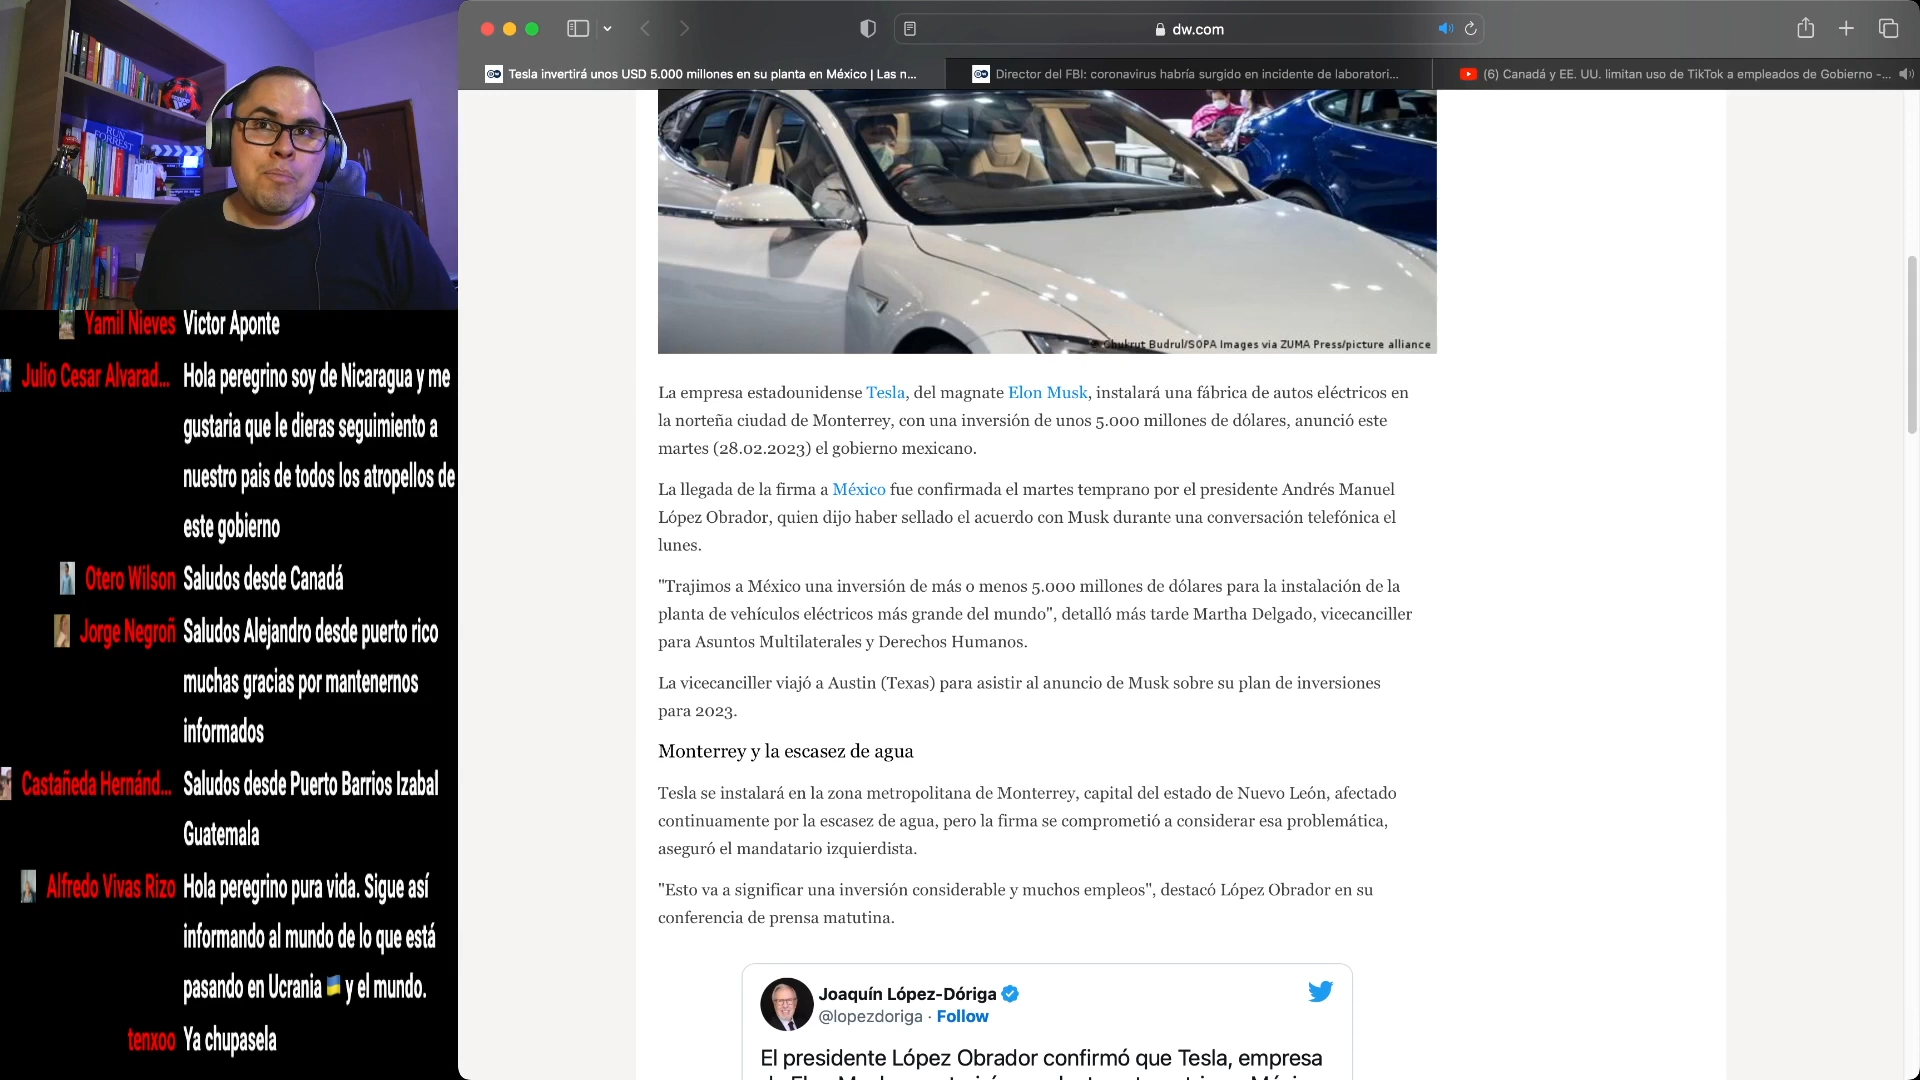 RUN
FORREST
Yamil Nieves Victor Aponte
Julio Cesar Alvarad... Hola peregrino soy de Nicaragua y me
gustaria que le dieras seguimiento a
nuestro pais de todos los atropellos de
este gobierno
Otero Wilson Saludos desde Canadá
Jorge Negroñ Saludos Alejandro desde puerto rico
muchas gracias por mantenernos
informados
Castañeda Hernánd... Saludos desde Puerto Barrios Izabal
Guatemala
Alfredo Vivas Rizo Hola peregrino pura vida. Sigue así
informando al mundo de lo que está
pasando en Ucrania 🇺🇦 y el mundo.
tenxoo Ya chupasela
dw.com
Tesla invertirá unos USD 5.000 millones en su planta en México | Las n...
Director del FBI: coronavirus habría surgido en incidente de laboratori...
(6) Canadá y EE. UU. limitan uso de TikTok a empleados de Gobierno -...
Chukrut Budrul/SOPA Images via ZUMA Press/picture alliance
La empresa estadounidense Tesla, del magnate Elon Musk, instalará una fábrica de autos eléctricos en
la norteña ciudad de Monterrey, con una inversión de unos 5.000 millones de dólares, anunció este
martes (28.02.2023) el gobierno mexicano.
La llegada de la firma a México fue confirmada el martes temprano por el presidente Andrés Manuel
López Obrador, quien dijo haber sellado el acuerdo con Musk durante una conversación telefónica el
lunes.
"Trajimos a México una inversión de más o menos 5.000 millones de dólares para la instalación de la
planta de vehículos eléctricos más grande del mundo", detalló más tarde Martha Delgado, vicecanciller
para Asuntos Multilaterales y Derechos Humanos.
La vicecanciller viajó a Austin (Texas) para asistir al anuncio de Musk sobre su plan de inversiones
para 2023.
Monterrey y la escasez de agua
Tesla se instalará en la zona metropolitana de Monterrey, capital del estado de Nuevo León, afectado
continuamente por la escasez de agua, pero la firma se comprometió a considerar esa problemática,
aseguró el mandatario izquierdista.
"Esto va a significar una inversión considerable y muchos empleos", destacó López Obrador en su
conferencia de prensa matutina.
Joaquín López-Dóriga
@lopezdoriga · Follow
El presidente López Obrador confirmó que Tesla, empresa